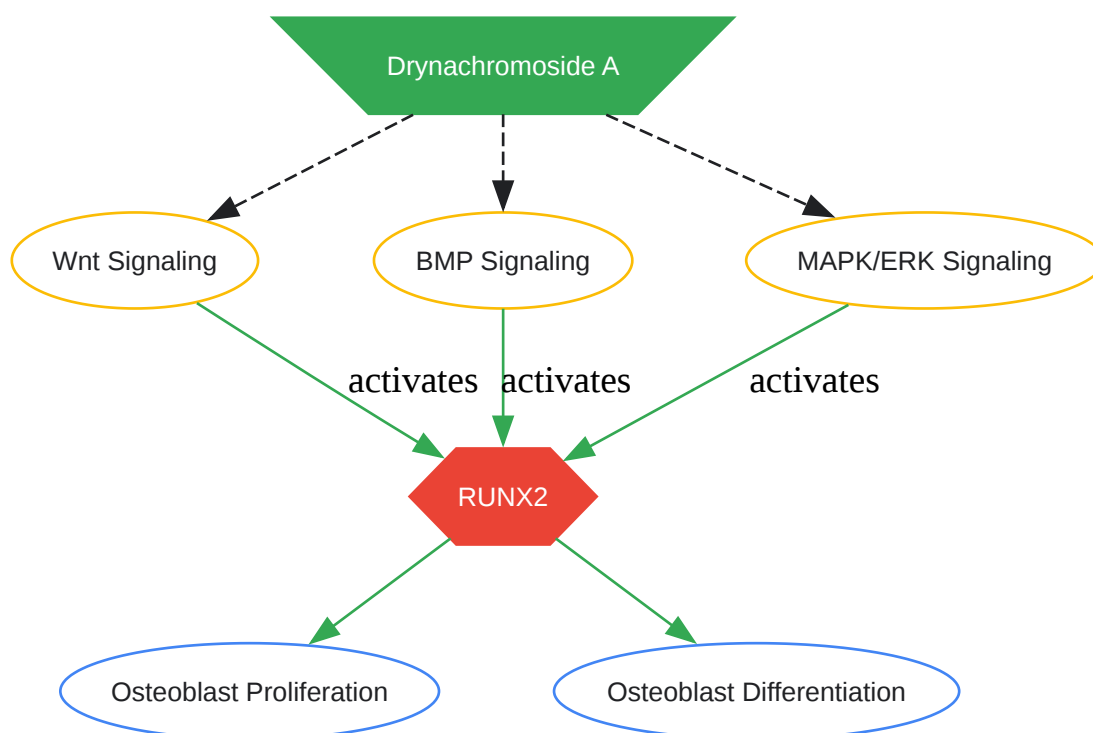 Drynachromoside A
Wnt Signaling
BMP Signaling
MAPK/ERK Signaling
activates
activates
activates
RUNX2
Osteoblast Proliferation
Osteoblast Differentiation